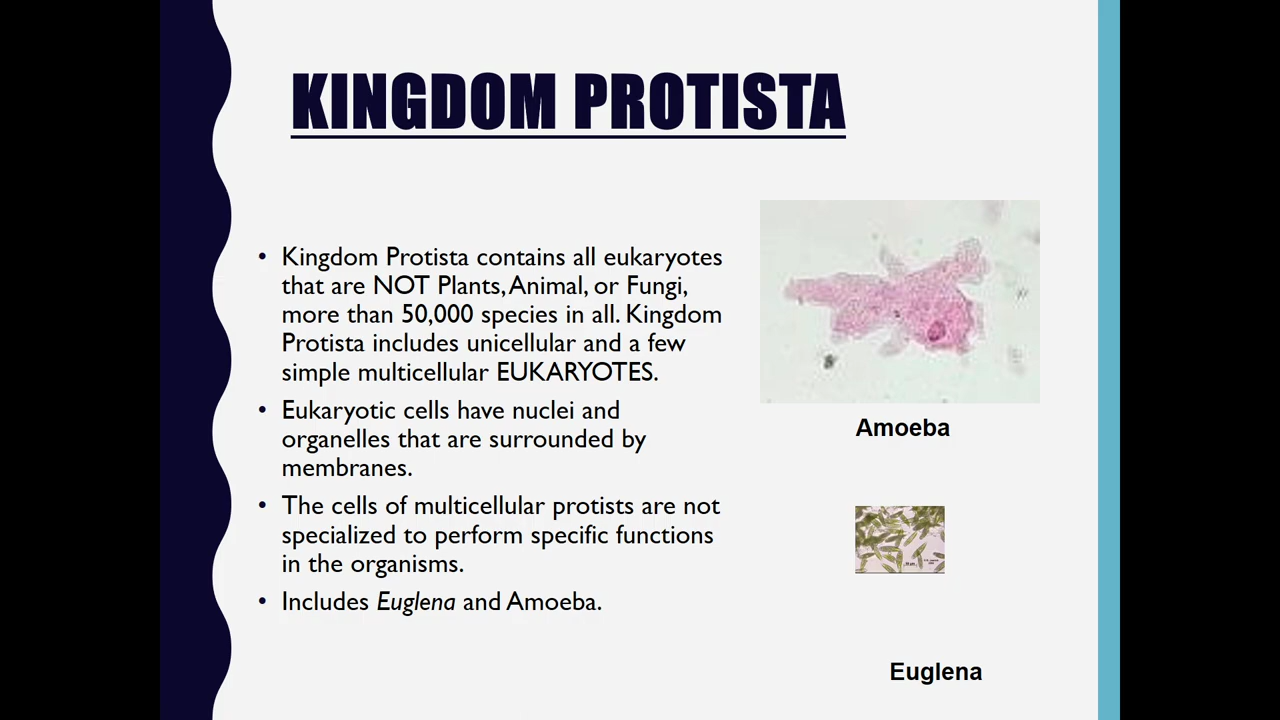 KINGDOM PROTISTA
• Kingdom Protista contains all eukaryotes
that are NOT Plants, Animal, or Fungi,
more than 50,000 species in all. Kingdom
Protista includes unicellular and a few
simple multicellular EUKARYOTES.
• Eukaryotic cells have nuclei and
organelles that are surrounded by
membranes.
• The cells of multicellular protists are not
specialized to perform specific functions
in the organisms.
• Includes Euglena and Amoeba.
Amoeba
Euglena